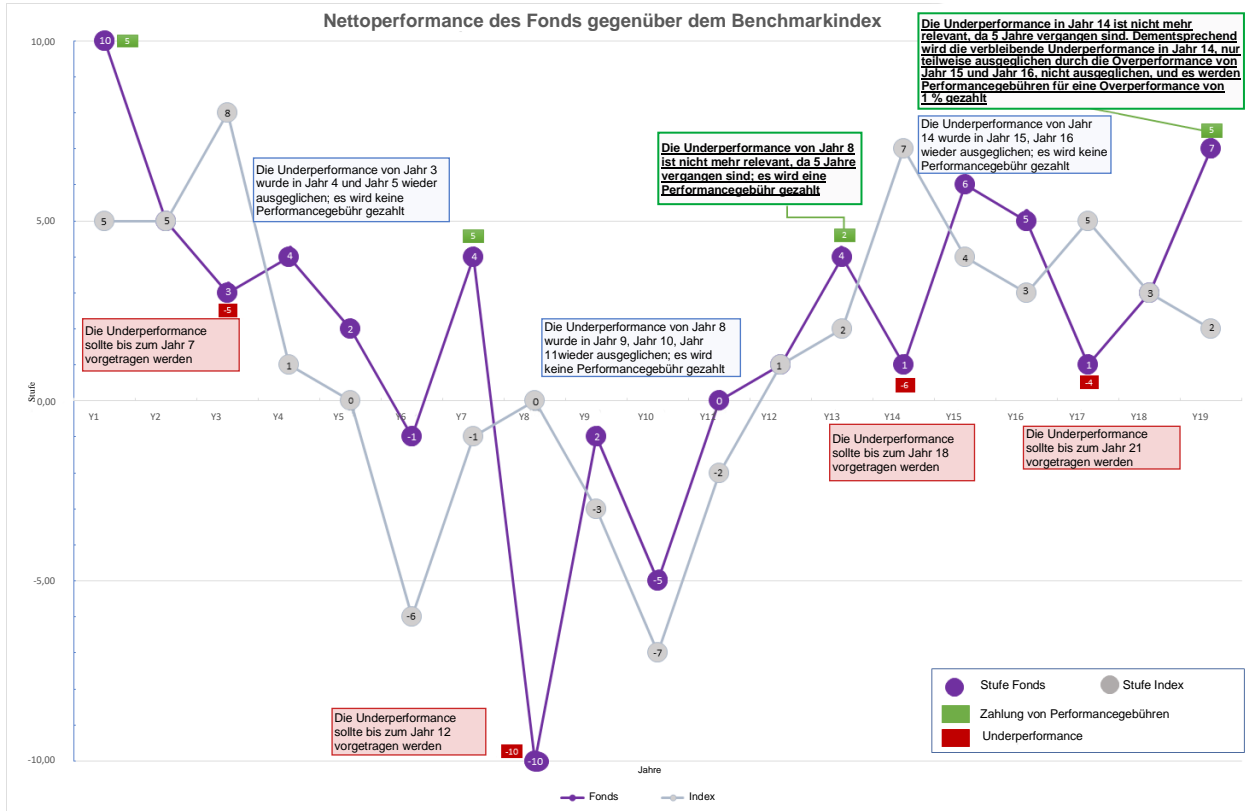 Nettoperformance des Fonds gegenüber dem Benchmarkindex
Die Underperformance in Jahr 14 ist nicht mehr
relevant, da 5 Jahre vergangen sind. Dementsprechend
wird die verbleibende Underperformance in Jahr 14, nur
teilweise ausgeglichen durch die Overperformance von
Jahr 15 und Jahr 16, nicht ausgeglichen, und es werden
Performancegebühren für eine Overperformance von
1 % gezahlt
10,00
5,00
0,00
-5,00
-10,00
Stufe
10
5
5
5
8
3
-5
4
1
2
0
-1
-6
5
4
-1
0
-10
-10
2
-3
-5
-7
0
-2
1
2
4
2
7
1
-6
6
4
5
3
5
1
-4
3
5
7
2
Die Underperformance von Jahr 3
wurde in Jahr 4 und Jahr 5 wieder
ausgeglichen; es wird keine
Performancegebühr gezahlt
Die Underperformance von Jahr 8
ist nicht mehr relevant, da 5 Jahre
vergangen sind; es wird eine
Performancegebühr gezahlt
Die Underperformance von Jahr
14 wurde in Jahr 15, Jahr 16
wieder ausgeglichen; es wird keine
Performancegebühr gezahlt
Die Underperformance
sollte bis zum Jahr 7
vorgetragen werden
Die Underperformance von Jahr 8
wurde in Jahr 9, Jahr 10, Jahr
11wieder ausgeglichen; es wird
keine Performancegebühr gezahlt
Y1 Y2 Y3 Y4 Y5 Y6 Y7 Y8 Y9 Y10 Y11 Y12 Y13 Y14 Y15 Y16 Y17 Y18 Y19
Die Underperformance
sollte bis zum Jahr 18
vorgetragen werden
Die Underperformance
sollte bis zum Jahr 21
vorgetragen werden
Die Underperformance
sollte bis zum Jahr 12
vorgetragen werden
Stufe Fonds
Stufe Index
Zahlung von Performancegebühren
Underperformance
Jahre
Fonds
Index